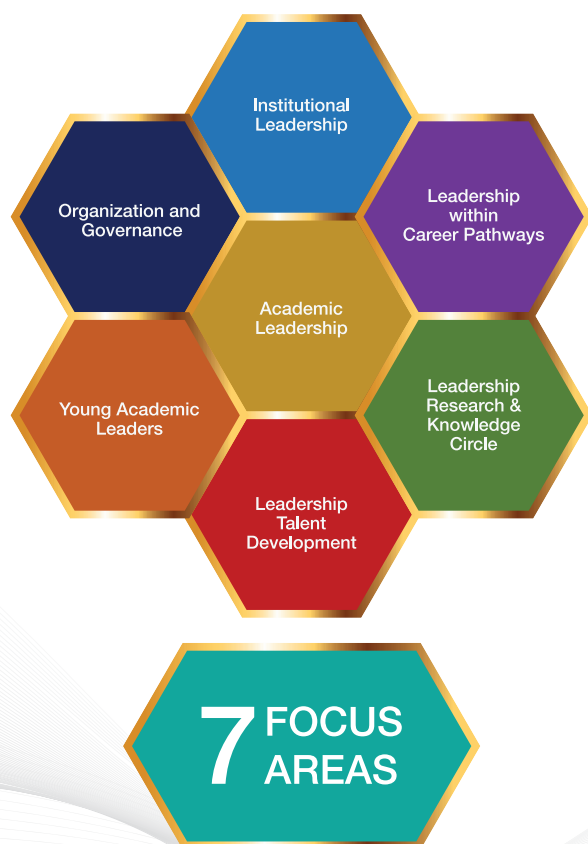 Institutional
Leadership
Organization and
Governance
Leadership
within
Career Pathways
Academic
Leadership
Young Academic
Leaders
Leadership
Research &
Knowledge
Circle
Leadership
Talent
Development
7 FOCUS
AREAS